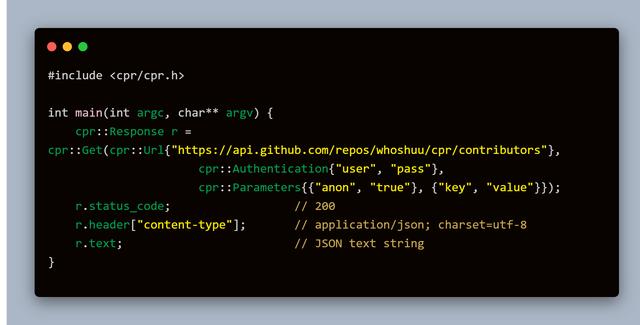 #include <cpr/cpr.h>
int main(int argc, char** argv) {
cpr::Response r =
cpr::Get(cpr::Url{"https://api.github.com/repos/whoshuu/cpr/contributors"},
cpr::Authentication{"user", "pass"},
cpr::Parameters{{"anon", "true"}, {"key", "value"}});
r.status_code; // 200
r.header["content-type"]; // application/json; charset=utf-8
r.text; // JSON text string
}